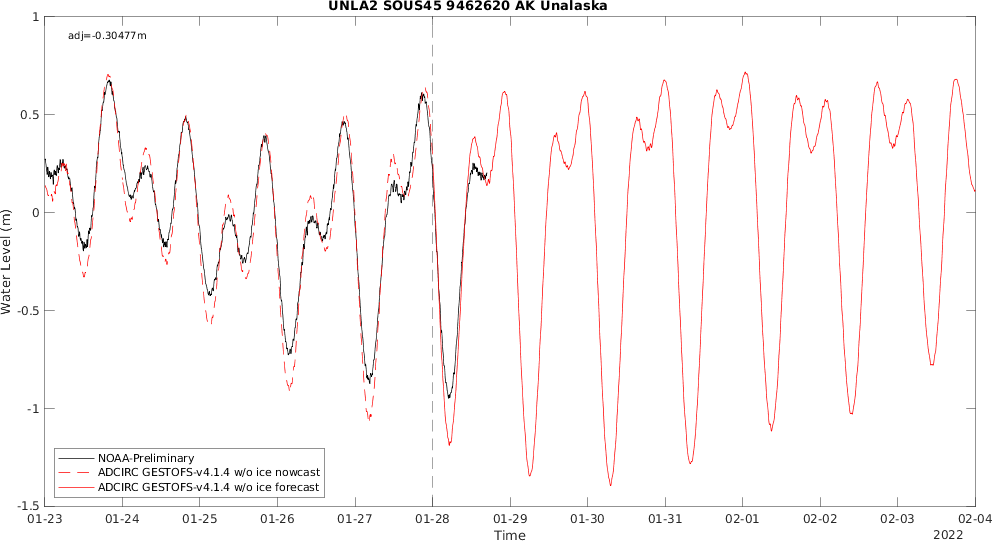 UNLA2 SOUS45 9462620 AK Unalaska
adj=-0.30477m
1
0.5
0
-0.5
-1
-1.5
Water Level (m)
NOAA-Preliminary
ADCIRC GESTOFS-v4.1.4 w/o ice nowcast
ADCIRC GESTOFS-v4.1.4 w/o ice forecast
01-23 01-24 01-25 01-26 01-27 01-28 01-29 01-30 01-31 02-01 02-02 02-03 02-04
Time
2022